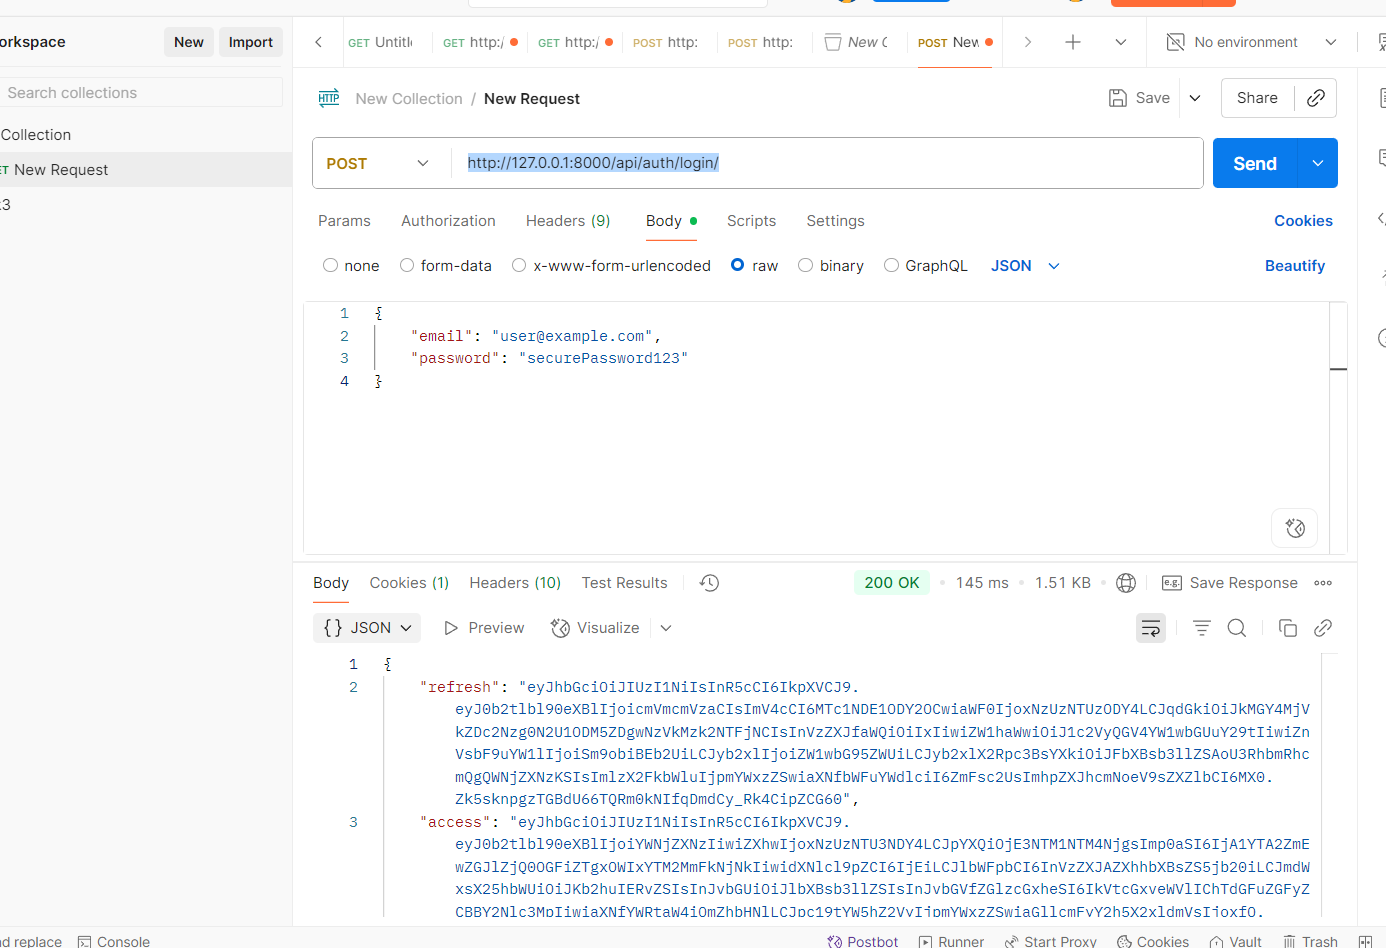 orkspace
New
Import
GET Untitl
GET http:/
GET http:/
POST http:
POST http:
New C
POST New
No environment
Search collections
HTTP New Collection / New Request
Save
Share
Collection
ET New Request
3
POST
http://127.0.0.1:8000/api/auth/login/
Send
Params Authorization Headers (9) Body Scripts Settings
Cookies
none form-data x-www-form-urlencoded raw binary GraphQL JSON
Beautify
1 {
2 "email": "user@example.com",
3 "password": "securePassword123"
4 }
Body Cookies (1) Headers (10) Test Results
200 OK 145 ms 1.51 KB e.g. Save Response
{} JSON Preview Visualize
1 {
2 "refresh": "eyJhbGciOiJIUzI1NiIsInR5cCI6IkpXVCJ9.
eyJ0b2tlbl90eXBlIjoicmVmcmVzaCIsImV4cCI6MTc1NDE1ODY2OCwiaWF0IjoxNzUzNTUzODY4LCJqdGkiOiJkMGY4MjV
kZDc2Nzg0N2U1ODM5ZDgwNzVkMzk2NTFjNCIsInVzZXJfaWQiOiIxIiwiZW1haWwiOiJ1c2VyQGV4YW1wbGUuY29tIiwiZn
VsbF9uYW1lIjoiSm9obiBEb2UiLCJyb2xlIjoiZW1wbG95ZWUiLCJyb2xlX2Rpc3BsYXkiOiJFbXBsb3llZSAoU3RhbmRhc
mQgQWNjZXNzKSIsImlzX2FkbWluIjpmYWxzZSwiaXNfbWFuYWdlciI6ZmFsc2UsImhpZXJhcmNoeV9sZXZlbCI6MX0.
Zk5sknpgzTGBdU66TQRm0kNIfqDmdCy_Rk4CipZCG60",
3 "access": "eyJhbGciOiJIUzI1NiIsInR5cCI6IkpXVCJ9.
eyJ0b2tlbl90eXBlIjoiYWNjZXNzIiwiZXhwIjoxNzUzNTU3NDY4LCJpYXQiOjE3NTM1NTM4NjgsImp0aSI6IjA1YTA2ZmE
wZGJlZjQ0OGFiZTgxOWIxYTM2MmFkNjNkIiwidXNlcl9pZCI6IjEiLCJlbWFpbCI6InVzZXJAZXhhbXBsZS5jb20iLCJmdW
xsX25hbWUiOiJKb2huIERvZSIsInJvbGUiOiJlbXBsb3llZSIsInJvbGVfZGlzcGxheSI6IkVtcGxveWVlIChTdGFuZGFyZ
CBBY2Nlc3MpIiwiaXNfYWRtaW4iOmZhbHNlLCJpc19tYW5hZ2VyIjpmYWxzZSwiaGllcmFyY2h5X2xldmVsIjoxfQ.
nd replace Console
Postbot Runner Start Proxy Cookies Vault Trash